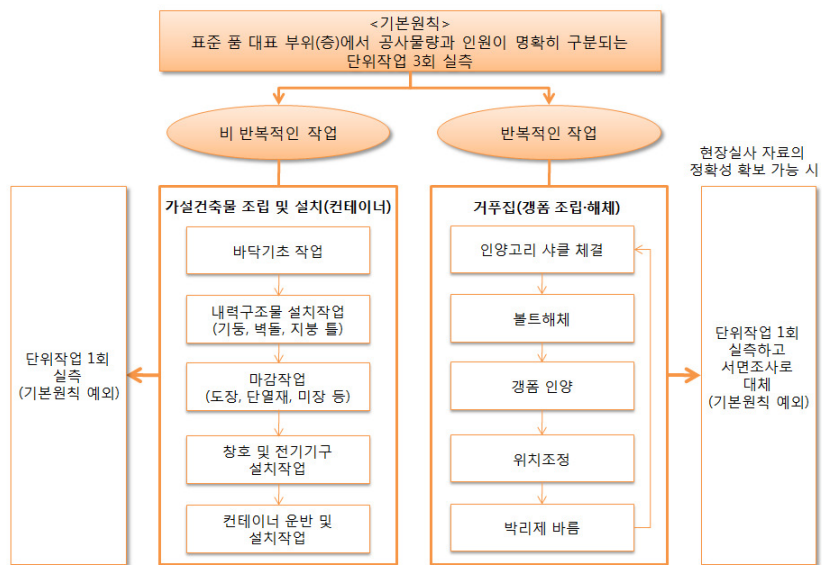 <기본원칙>
표준 품 대표 부위(층)에서 공사물량과 인원이 명확히 구분되는
단위작업 3회 실측
비 반복적인 작업
반복적인 작업
현장실사 자료의
정확성 확보 가능 시
가설건축물 조립 및 설치(컨테이너)
바닥기초 작업
내력구조물 설치작업
(기둥, 벽돌, 지붕 틀)
마감작업
(도장, 단열재, 미장 등)
창호 및 전기기구
설치작업
컨테이너 운반 및
설치작업
거푸집(갱폼 조립·해체)
인양고리 샤클 체결
볼트해체
갱폼 인양
위치조정
박리제 바름
단위작업 1회
실측
(기본원칙 예외)
단위작업 1회
실측하고
서면조사로
대체
(기본원칙 예외)